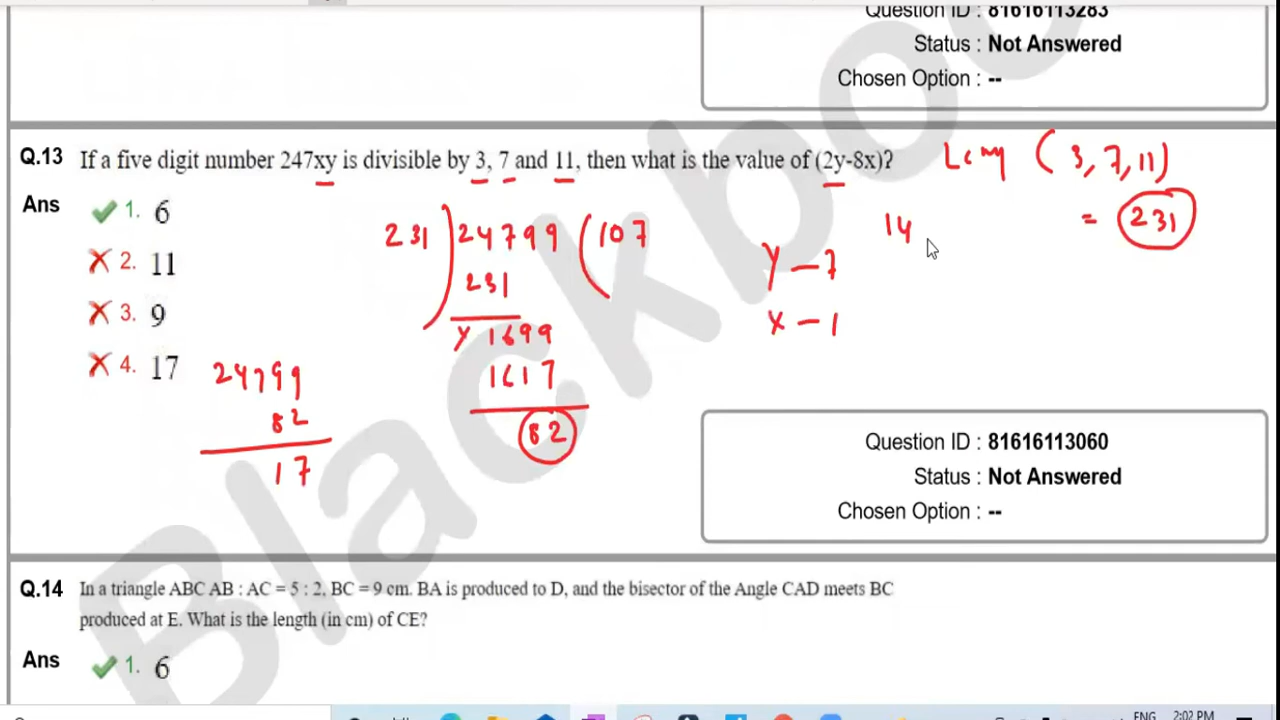 Question ID : 81616113283
Status : Not Answered
Chosen Option : --
Q.13 If a five digit number 247xy is divisible by 3, 7 and 11, then what is the value of (2y-8x)?
Lcm (3, 7, 11)
= 231
Ans
1. 6
2. 11
3. 9
4. 17
231 ) 24799 ( 107
231
1699
1617
82
24799
82
17
y - 7
x - 1
14
Question ID : 81616113060
Status : Not Answered
Chosen Option : --
Q.14 In a triangle ABC AB : AC = 5 : 2, BC = 9 cm. BA is produced to D, and the bisector of the Angle CAD meets BC
produced at E. What is the length (in cm) of CE?
Ans
1. 6
ENG
2:02 PM